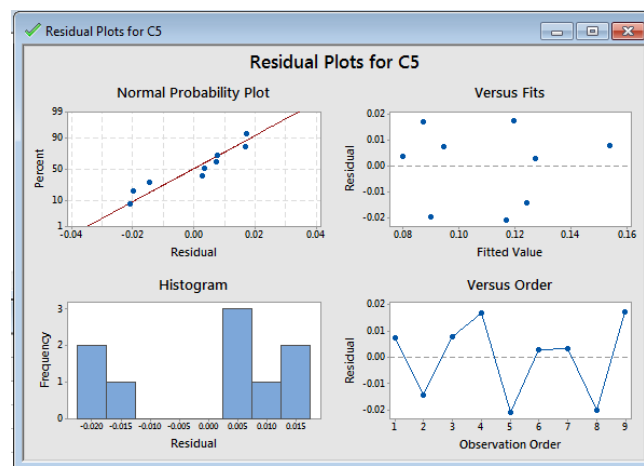 Residual Plots for C5
Residual Plots for C5
Normal Probability Plot
99
90
50
10
1
Percent
-0.04 -0.02 0.00 0.02 0.04
Residual
Versus Fits
0.02
0.01
0.00
-0.01
-0.02
Residual
0.08 0.10 0.12 0.14 0.16
Fitted Value
Histogram
3
2
1
0
Frequency
-0.020 -0.015 -0.010 -0.005 0.000 0.005 0.010 0.015
Residual
Versus Order
0.02
0.01
0.00
-0.01
-0.02
Residual
1 2 3 4 5 6 7 8 9
Observation Order